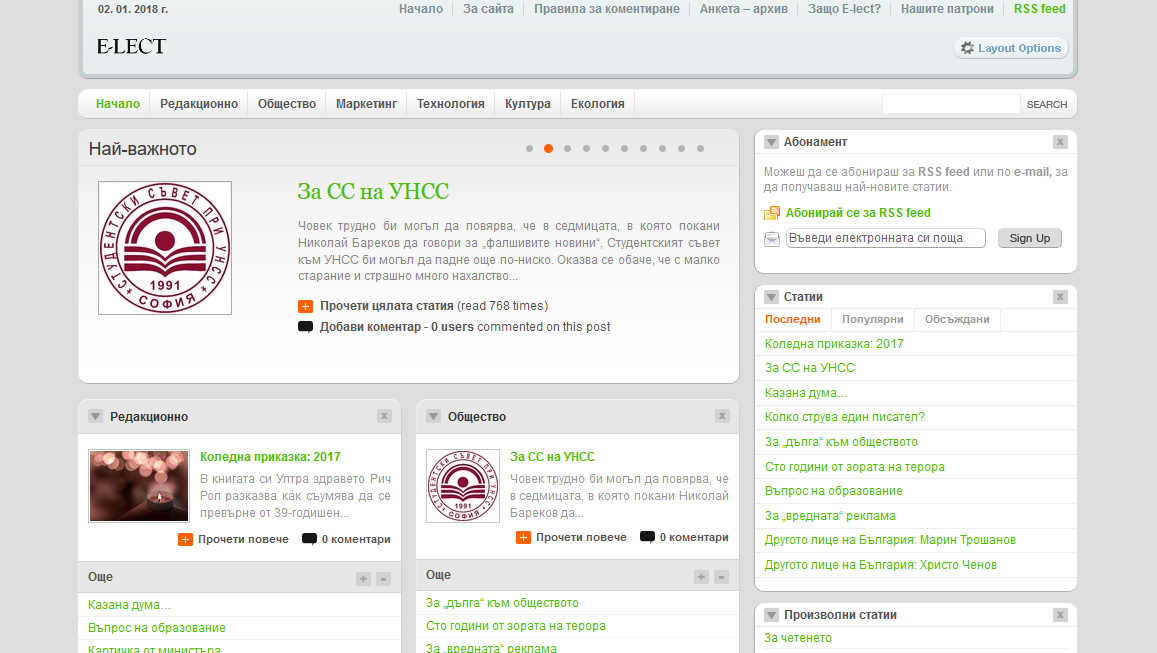 02. 01. 2018 г.
Начало За сайта Правила за коментиране Анкета – архив Защо E-lect? Нашите патрони RSS feed
E-LECT
Layout Options
Начало Редакционно Общество Маркетинг Технология Култура Екология
SEARCH
Най-важното
СТУДЕНТСКИ СЪВЕТ ПРИ УНСС
1991
СОФИЯ
За СС на УНСС
Човек трудно би могъл да повярва, че в седмицата, в която покани
Николай Бареков да говори за „фалшивите новини“, Студентският съвет
към УНСС би могъл да падне още по-ниско. Оказва се обаче, че с малко
старание и страшно много нахалство...
Прочети цялата статия (read 768 times)
Добави коментар - 0 users commented on this post
Редакционно
Коледна приказка: 2017
В книгата си Ултра здравето Рич
Рол разказва как съумява да се
превърне от 39-годишен...
Прочети повече 0 коментари
Още
Казана дума…
Въпрос на образование
Картичка от министъра
Общество
СТУДЕНТСКИ СЪВЕТ ПРИ УНСС
1991
СОФИЯ
За СС на УНСС
Човек трудно би могъл да повярва, че
в седмицата, в която покани Николай
Бареков да...
Прочети повече 0 коментари
Още
За „дълга“ към обществото
Сто години от зората на терора
За „вредната“ реклама
Абонамент
Можеш да се абонираш за RSS feed или по e-mail, за
да получаваш най-новите статии.
Абонирай се за RSS feed
Въведи електронната си поща Sign Up
Статии
Последни Популярни Обсъждани
Коледна приказка: 2017
За СС на УНСС
Казана дума…
Колко струва един писател?
За „дълга“ към обществото
Сто години от зората на терора
Въпрос на образование
За „вредната“ реклама
Другото лице на България: Марин Трошанов
Другото лице на България: Христо Ченов
Произволни статии
За четенето